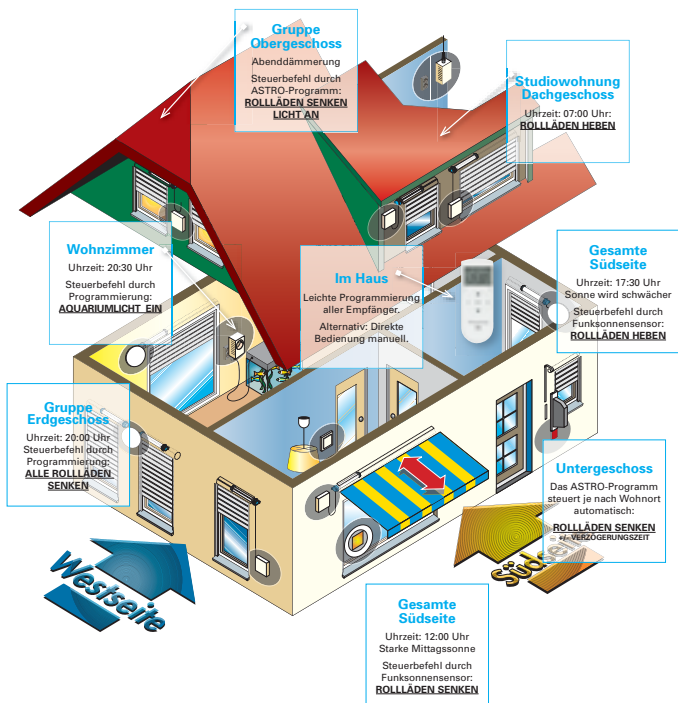 Gruppe
Obergeschoss
Abenddämmerung
Steuerbefehl durch
ASTRO-Programm:
ROLLLÄDEN SENKEN
LICHT AN
Studiowohnung
Dachgeschoss
Uhrzeit: 07:00 Uhr:
ROLLLÄDEN HEBEN
Wohnzimmer
Uhrzeit: 20:30 Uhr
Steuerbefehl durch
Programmierung:
AQUARIUMLICHT EIN
Im Haus
Leichte Programmierung
aller Empfänger.
Alternativ: Direkte
Bedienung manuell.
Gesamte
Südseite
Uhrzeit: 17:30 Uhr
Sonne wird schwächer
Steuerbefehl durch
Funksonnensensor:
ROLLLÄDEN HEBEN
Gruppe
Erdgeschoss
Uhrzeit: 20:00 Uhr
Steuerbefehl durch
Programmierung:
ALLE ROLLLÄDEN
SENKEN
Untergeschoss
Das ASTRO-Programm
steuert je nach Wohnort
automatisch:
ROLLLÄDEN SENKEN
+/– VERZÖGERUNGSZEIT
Westseite
Südseite
Gesamte
Südseite
Uhrzeit: 12:00 Uhr
Starke Mittagssonne
Steuerbefehl durch
Funksonnensensor:
ROLLLÄDEN SENKEN